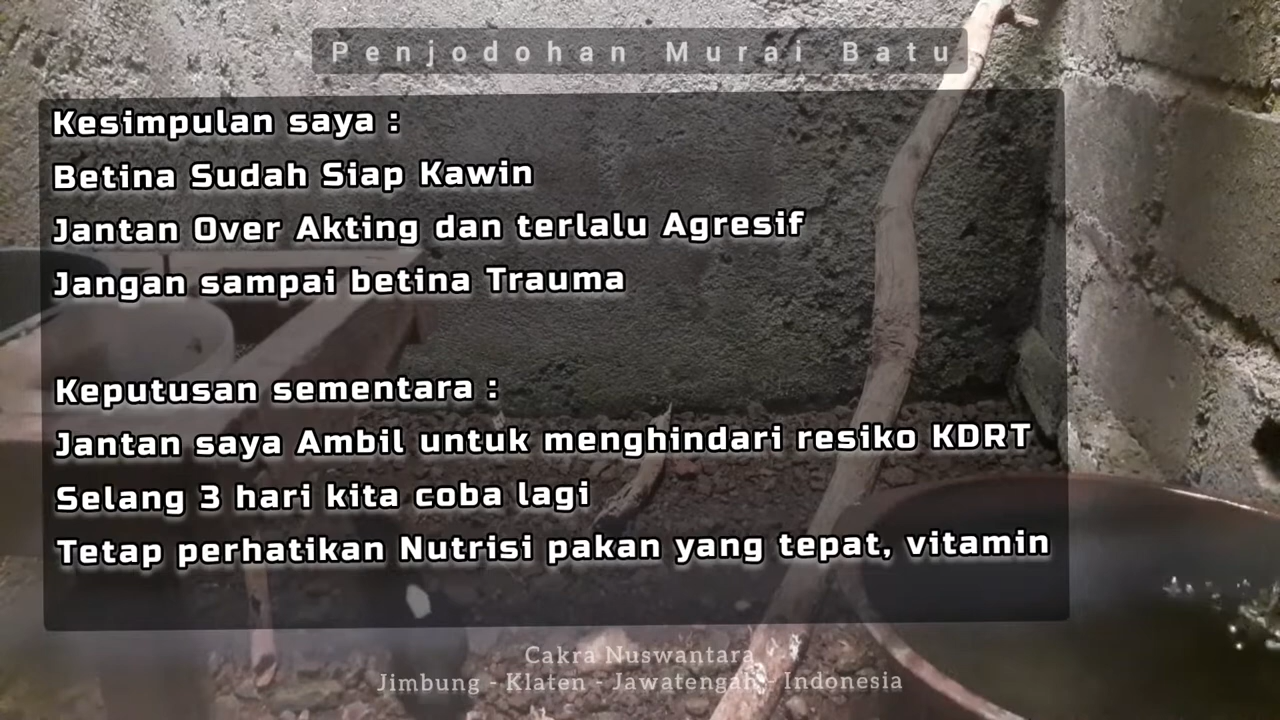 Penjodohan Murai Batu
Kesimpulan saya :
Betina Sudah Siap Kawin
Jantan Over Akting dan terlalu Agresif
Jangan sampai betina Trauma
Keputusan sementara :
Jantan saya Ambil untuk menghindari resiko KDRT
Selang 3 hari kita coba lagi
Tetap perhatikan Nutrisi pakan yang tepat, vitamin
Cakra Nuswantara
Jimbung - Klaten - Jawatengah - Indonesia